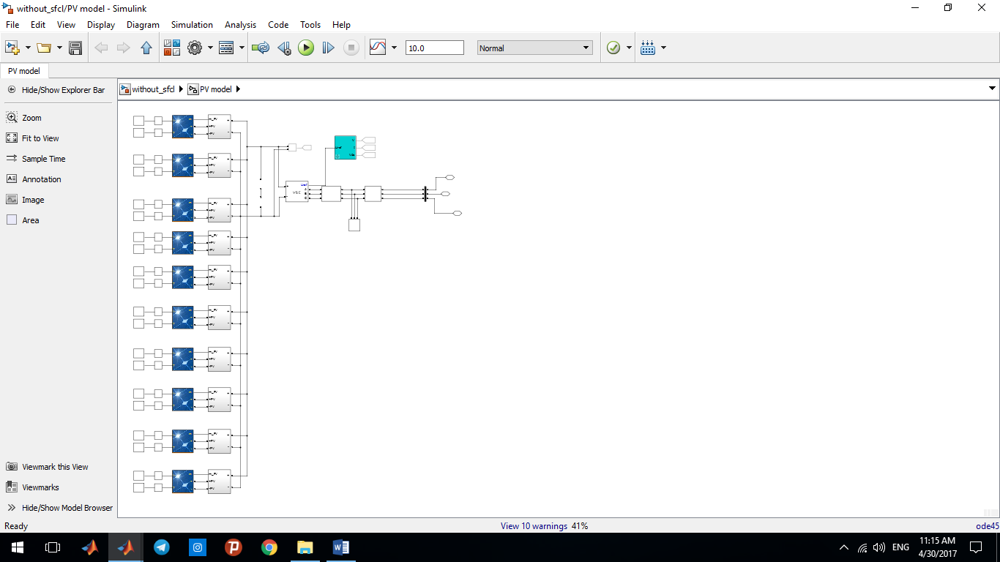 without_sfcl/PV model - Simulink
File Edit View Display Diagram Simulation Analysis Code Tools Help
10.0 Normal
PV model
Hide/Show Explorer Bar
without_sfcl PV model
Zoom
Fit to View
Sample Time
Annotation
Image
Area
VSC
Viewmark this View
Viewmarks
Hide/Show Model Browser
Ready View 10 warnings 41% ode45
ENG 11:15 AM
4/30/2017